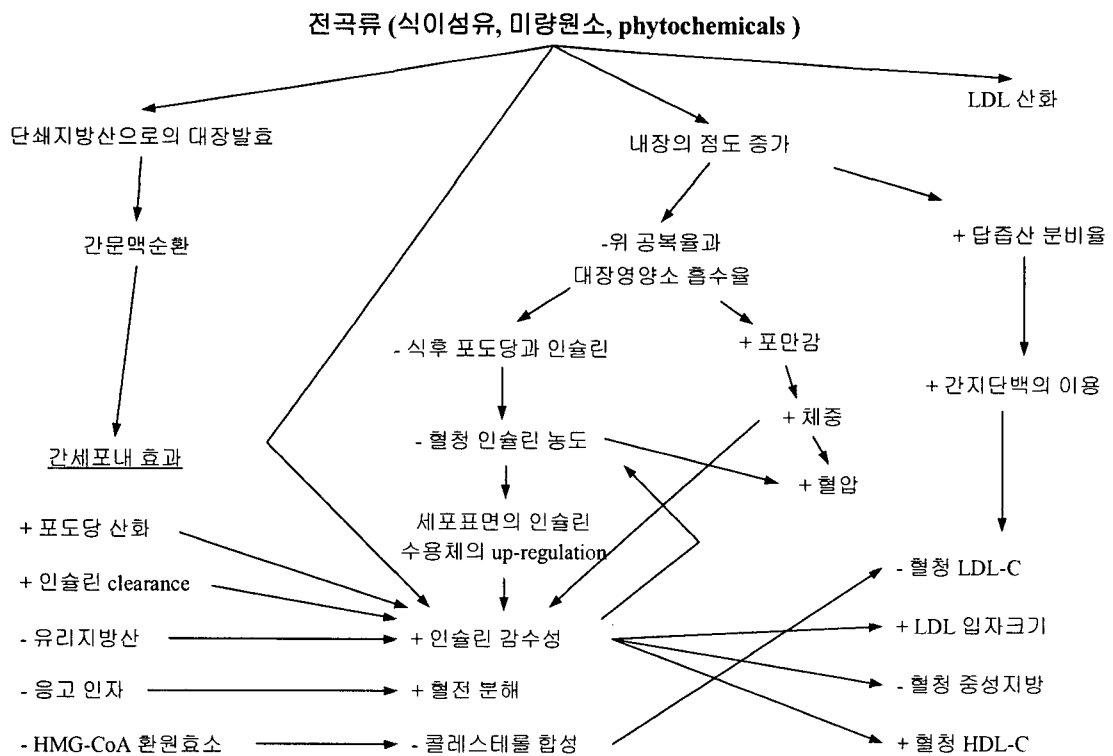 전곡류 (식이섬유, 미량원소, phytochemicals )
LDL 산화
단쇄지방산으로의 대장발효
내장의 점도 증가
간문맥순환
-위 공복율과
대장영양소 흡수율
+ 답즙산 분비율
- 식후 포도당과 인슐린
+ 포만감
+ 간지단백의 이용
- 혈청 인슐린 농도
+ 체중
간세포내 효과
+ 혈압
세포표면의 인슐린
수용체의 up-regulation
+ 포도당 산화
- 혈청 LDL-C
+ 인슐린 clearance
- 유리지방산
+ 인슐린 감수성
+ LDL 입자크기
- 응고 인자
+ 혈전 분해
- 혈청 중성지방
- HMG-CoA 환원효소
- 콜레스태롤 합성
+ 혈청 HDL-C